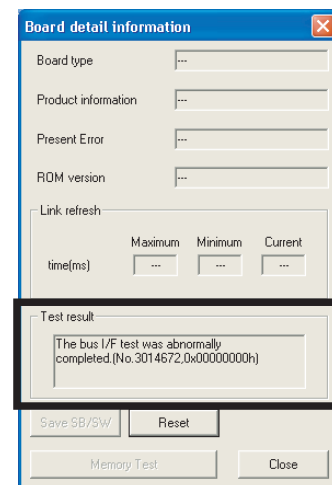 Board detail information
Board type ---
Product information ---
Present Error ---
ROM version ---
Link refresh
Maximum Minimum Current
time(ms) --- --- ---
Test result
The bus I/F test was abnormally
completed.(No.3014672,0x00000000h)
Save SB/SW Reset
Memory Test Close